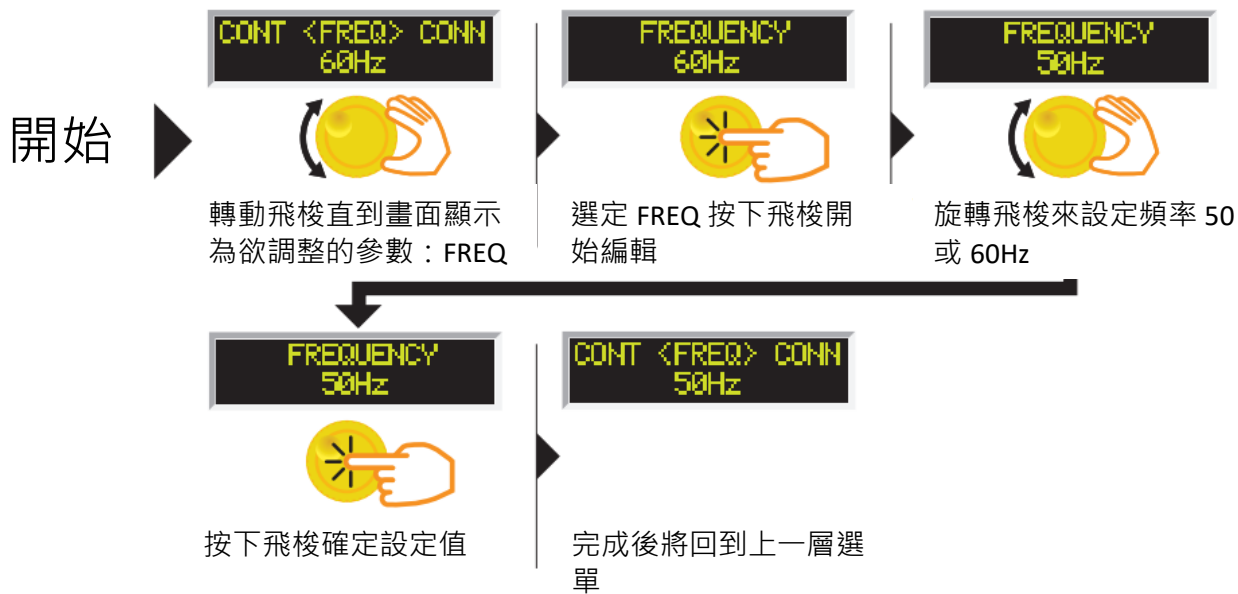 開始
CONT <FREQ> CONN
60Hz
轉動飛梭直到畫面顯示
為欲調整的參數：FREQ
FREQUENCY
60Hz
選定 FREQ 按下飛梭開
始編輯
FREQUENCY
50Hz
旋轉飛梭來設定頻率 50
或 60Hz
FREQUENCY
50Hz
按下飛梭確定設定值
CONT <FREQ> CONN
50Hz
完成後將回到上一層選
單